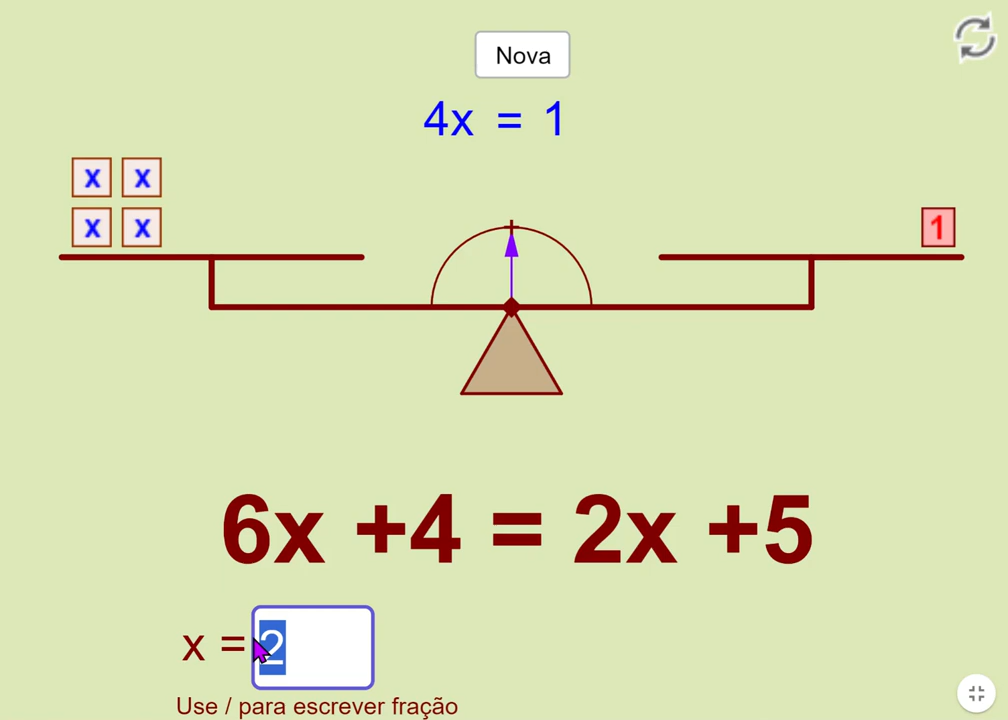 Nova
4x = 1
x x
x x 1
6x +4 = 2x +5
x = 2
Use / para escrever fração